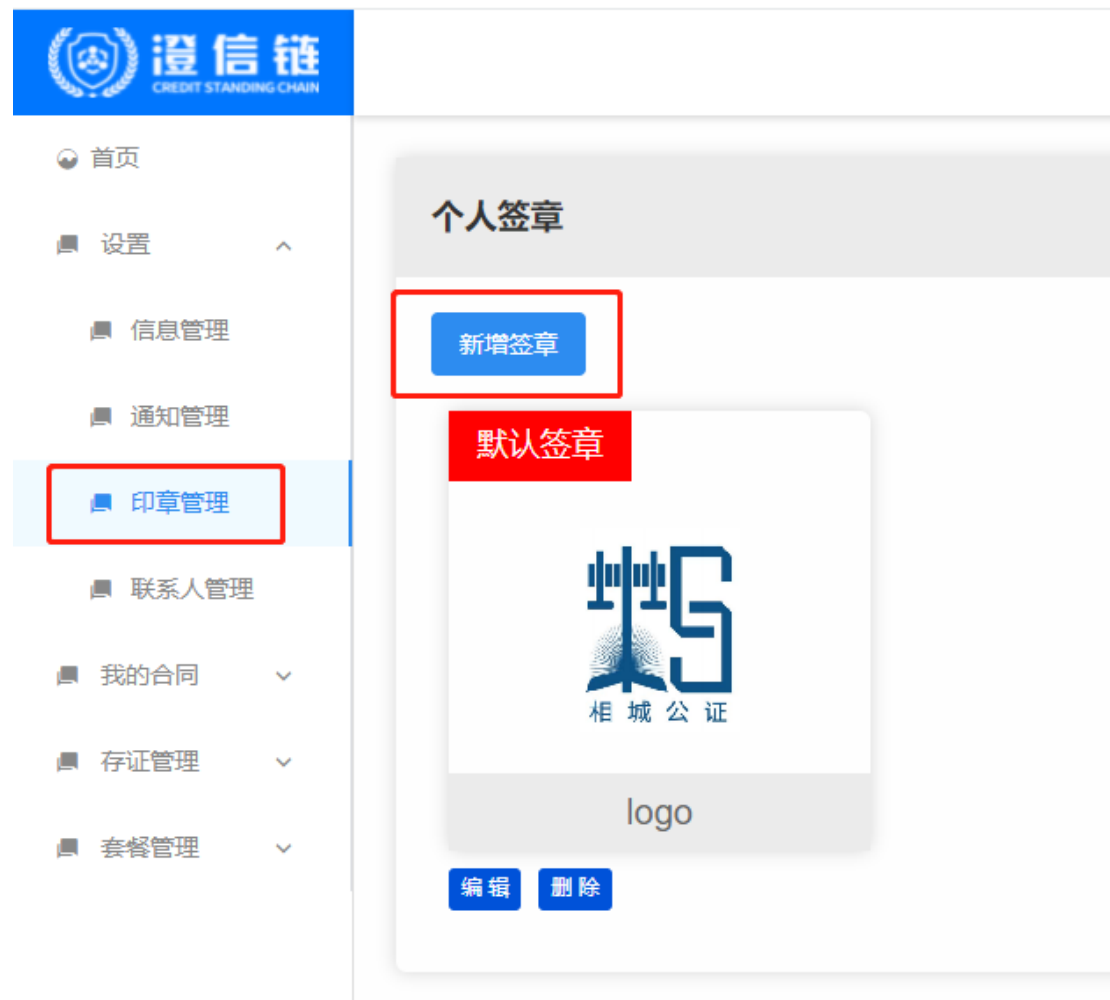 澄信链
CREDIT STANDING CHAIN
首页
设置
信息管理
通知管理
印章管理
联系人管理
我的合同
存证管理
套餐管理
个人签章
新增签章
默认签章
相城公证
logo
编辑 删除